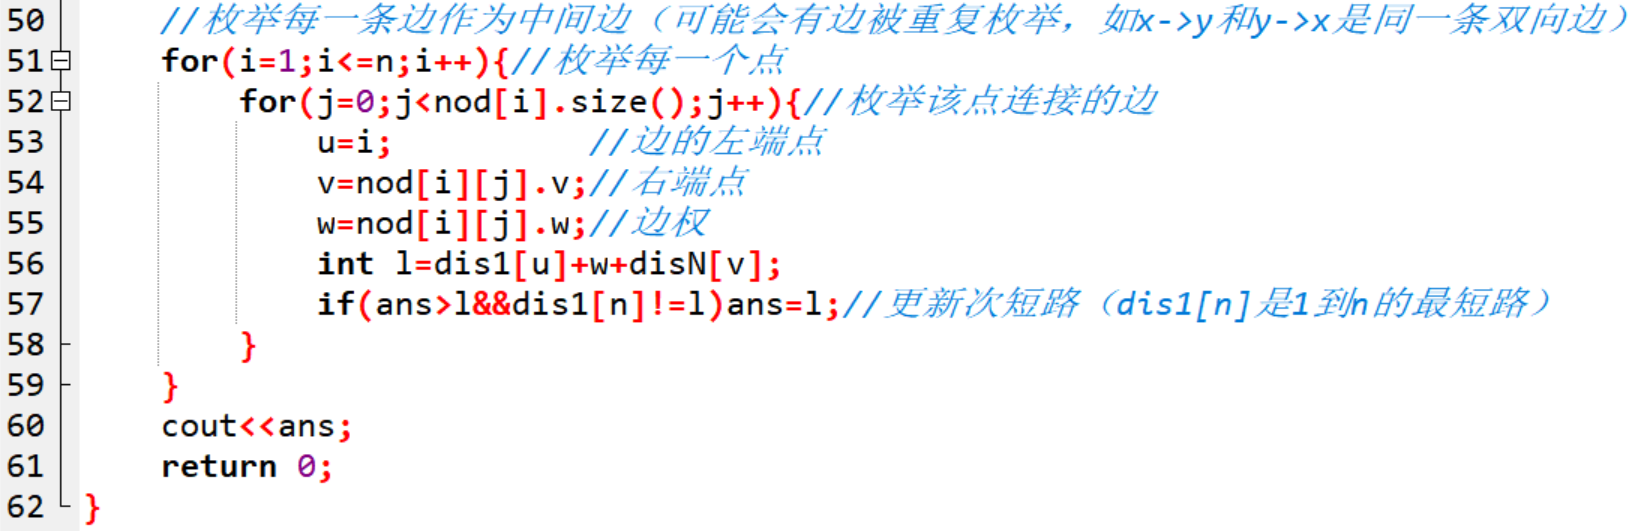 50 //枚举每一条边作为中间边（可能会有边被重复枚举，如x->y和y->x是同一条双向边）
51 for(i=1;i<=n;i++){//枚举每一个点
52 for(j=0;j<nod[i].size();j++){//枚举该点连接的边
53 u=i; //边的左端点
54 v=nod[i][j].v;//右端点
55 w=nod[i][j].w;//边权
56 int l=dis1[u]+w+disN[v];
57 if(ans>l&&dis1[n]!=l)ans=l;//更新次短路（dis1[n]是1到n的最短路）
58 }
59 }
60 cout<<ans;
61 return 0;
62 }